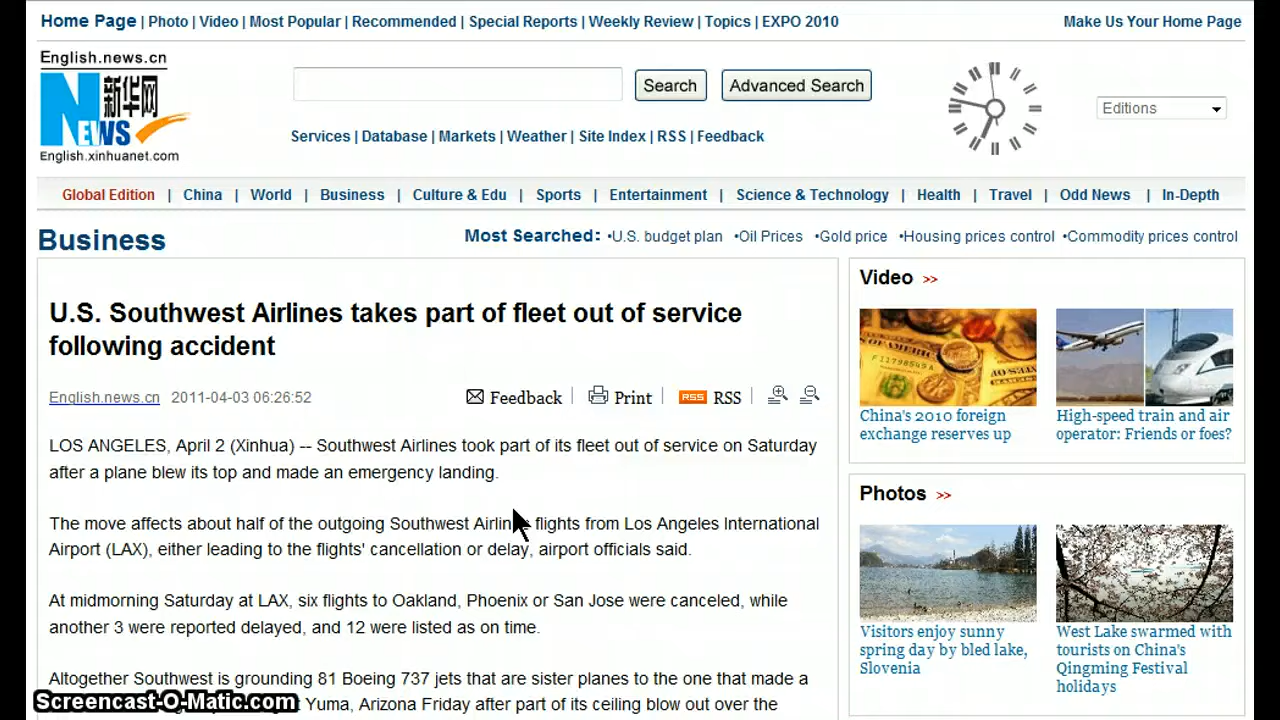 Home Page | Photo | Video | Most Popular | Recommended | Special Reports | Weekly Review | Topics | EXPO 2010
Make Us Your Home Page
English.news.cn
NEWS 新华网
English.xinhuanet.com
Search
Advanced Search
Editions
Services | Database | Markets | Weather | Site Index | RSS | Feedback
Global Edition | China | World | Business | Culture & Edu | Sports | Entertainment | Science & Technology | Health | Travel | Odd News | In-Depth
Business
Most Searched: •U.S. budget plan •Oil Prices •Gold price •Housing prices control •Commodity prices control
U.S. Southwest Airlines takes part of fleet out of service
following accident
English.news.cn 2011-04-03 06:26:52
Feedback | Print | RSS RSS |
LOS ANGELES, April 2 (Xinhua) -- Southwest Airlines took part of its fleet out of service on Saturday
after a plane blew its top and made an emergency landing.
The move affects about half of the outgoing Southwest Airlines flights from Los Angeles International
Airport (LAX), either leading to the flights' cancellation or delay, airport officials said.
At midmorning Saturday at LAX, six flights to Oakland, Phoenix or San Jose were canceled, while
another 3 were reported delayed, and 12 were listed as on time.
Altogether Southwest is grounding 81 Boeing 737 jets that are sister planes to the one that made a
Yuma, Arizona Friday after part of its ceiling blow out over the
Screencast-O-Matic.com
Video >>
China's 2010 foreign
exchange reserves up
High-speed train and air
operator: Friends or foes?
Photos >>
Visitors enjoy sunny
spring day by bled lake,
Slovenia
West Lake swarmed with
tourists on China's
Qingming Festival
holidays